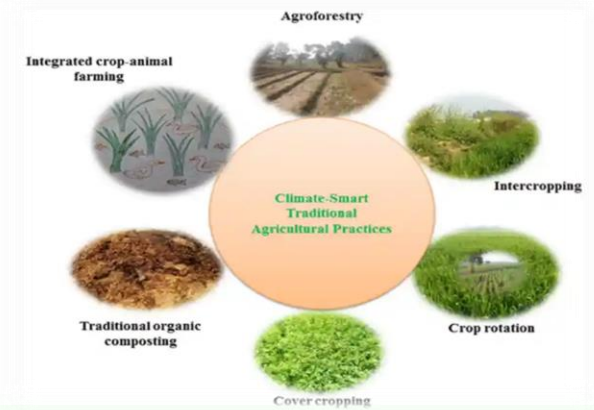 Agroforestry
Integrated crop-animal
farming
Intercropping
Climate-Smart
Traditional
Agricultural Practices
Traditional organic
composting
Crop rotation
Cover cropping